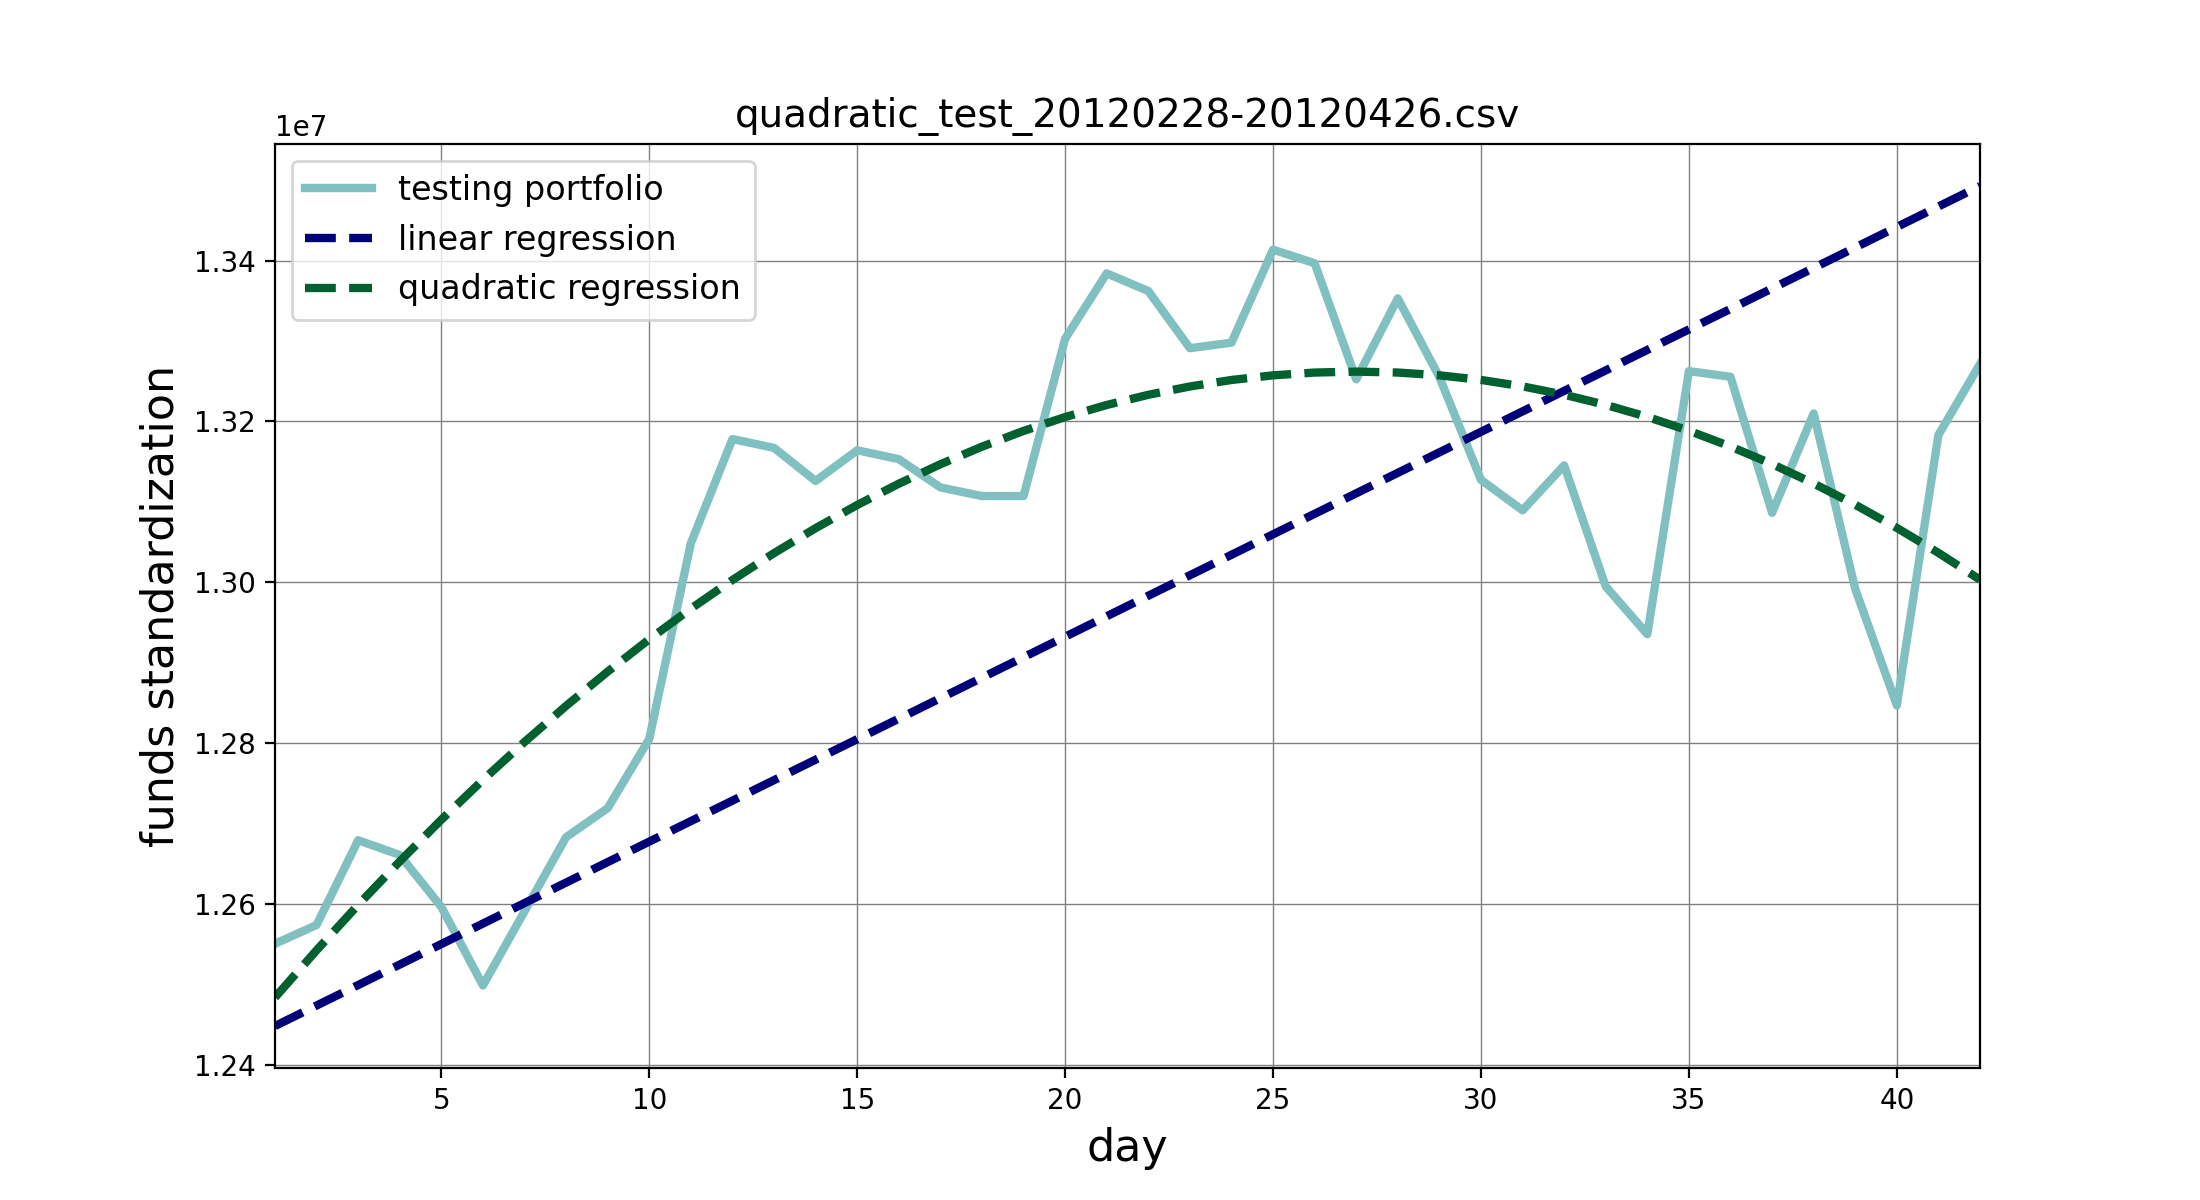 quadratic_test_20120228-20120426.csv
1e7
testing portfolio
linear regression
quadratic regression
1.34
1.32
1.30
1.28
1.26
1.24
funds standardization
5 10 15 20 25 30 35 40
day